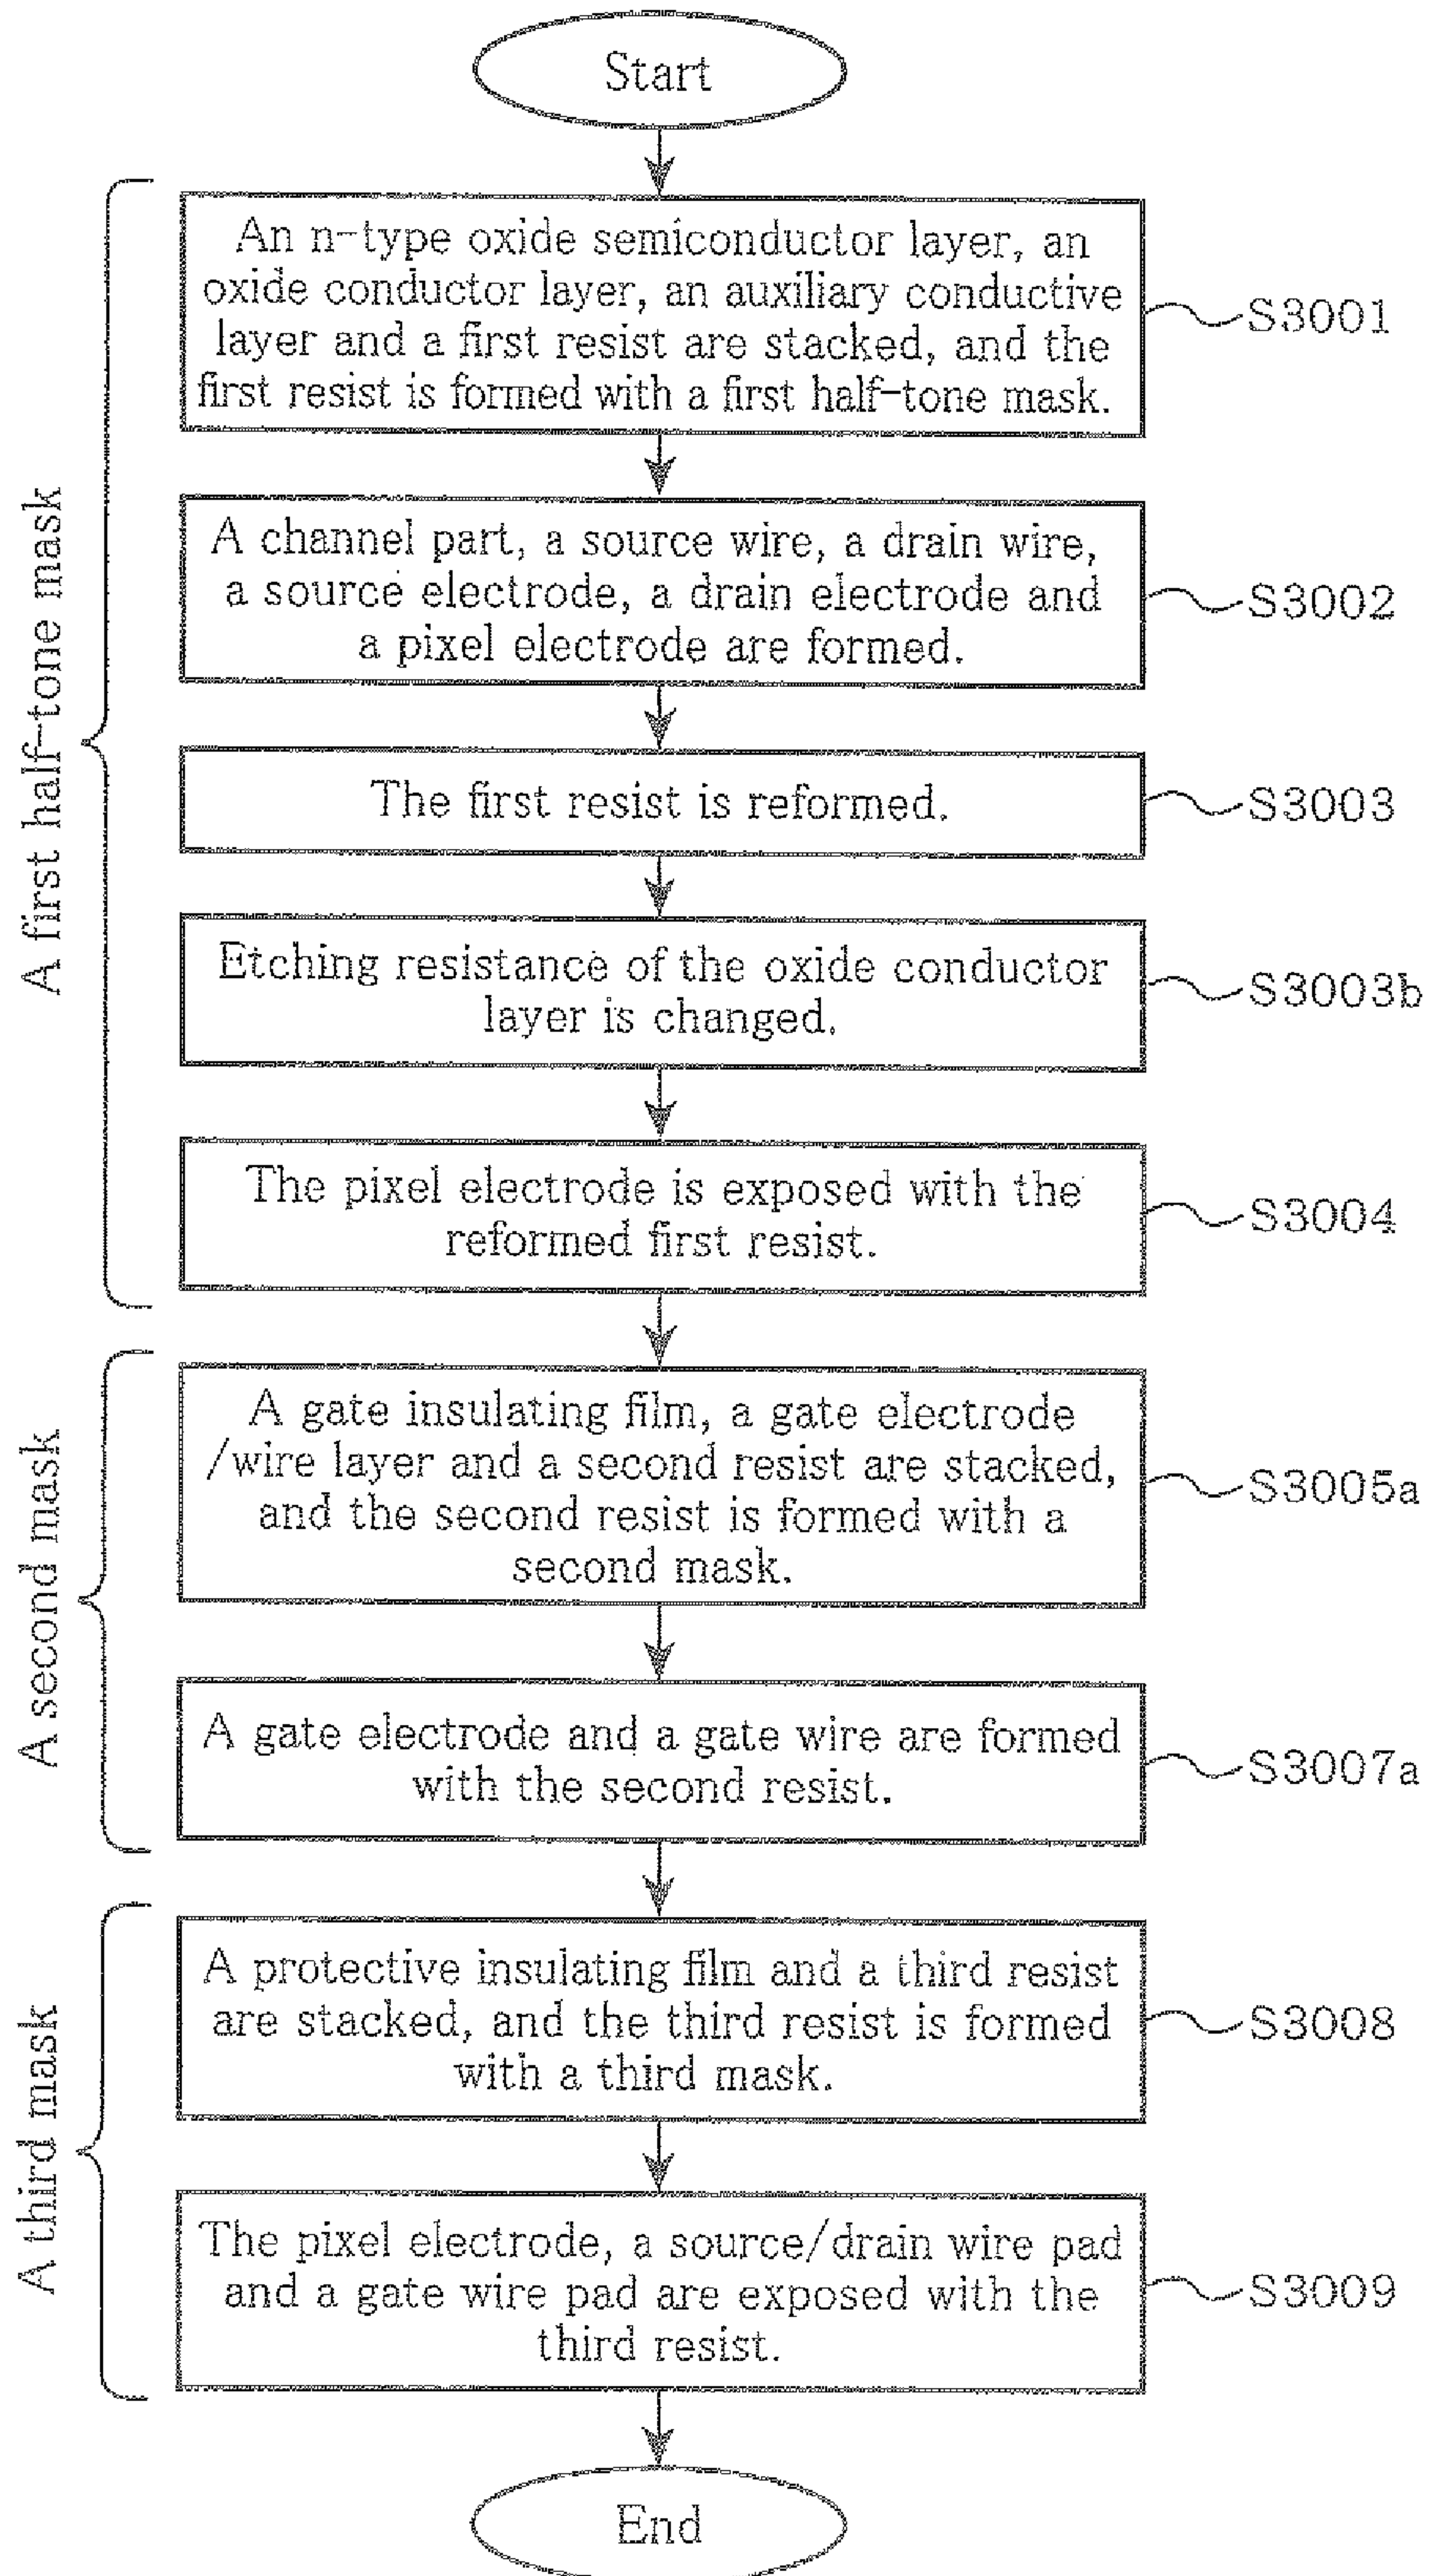 Start
A first half-tone mask
An n-type oxide semiconductor layer, an
oxide conductor layer, an auxiliary conductive
layer and a first resist are stacked, and the
first resist is formed with a first half-tone mask.
S3001
A channel part, a source wire, a drain wire,
a source electrode, a drain electrode and
a pixel electrode are formed.
S3002
The first resist is reformed.
S3003
Etching resistance of the oxide conductor
layer is changed.
S3003b
The pixel electrode is exposed with the
reformed first resist.
S3004
A second mask
A gate insulating film, a gate electrode
/wire layer and a second resist are stacked,
and the second resist is formed with a
second mask.
S3005a
A gate electrode and a gate wire are formed
with the second resist.
S3007a
A third mask
A protective insulating film and a third resist
are stacked, and the third resist is formed
with a third mask.
S3008
The pixel electrode, a source/drain wire pad
and a gate wire pad are exposed with the
third resist.
S3009
End